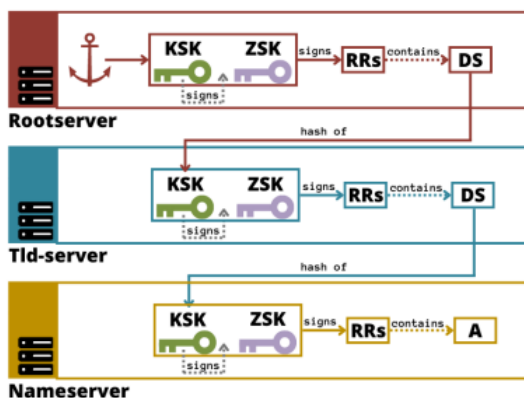 KSK ZSK signs RRs contains DS
signs
Rootserver
hash of
KSK ZSK signs RRs contains DS
signs
Tld-server
hash of
KSK ZSK signs RRs contains A
signs
Nameserver